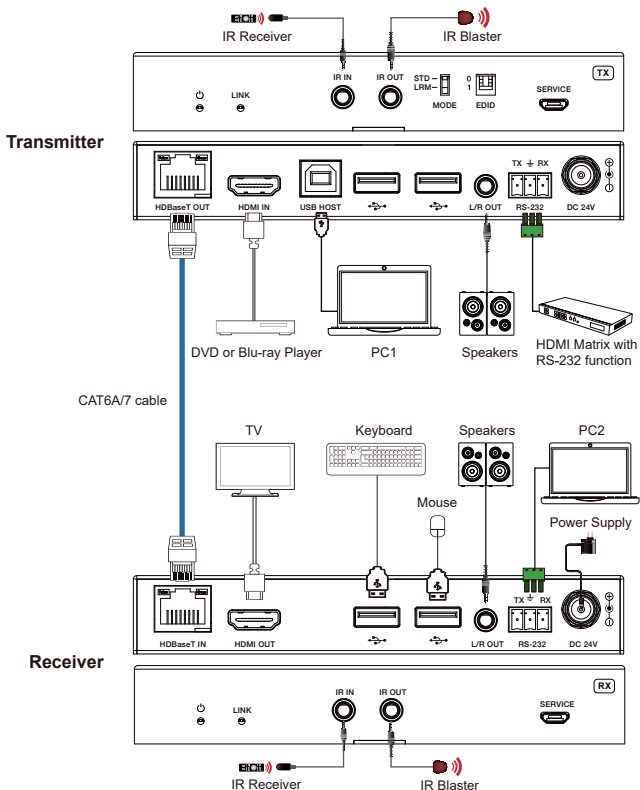 IR Receiver
IR Blaster
IR IN
IR OUT
STD
LRM
MODE
0
1
EDID
TX
SERVICE
LINK
Transmitter
TX RX
HDBaseT OUT
HDMI IN
USB HOST
L/R OUT
RS-232
DC 24V
DVD or Blu-ray Player
PC1
Speakers
HDMI Matrix with
RS-232 function
CAT6A/7 cable
TV
Keyboard
Speakers
PC2
Mouse
Power Supply
TX RX
HDBaseT IN
HDMI OUT
L/R OUT
RS-232
DC 24V
Receiver
IR IN
IR OUT
RX
SERVICE
LINK
IR Receiver
IR Blaster